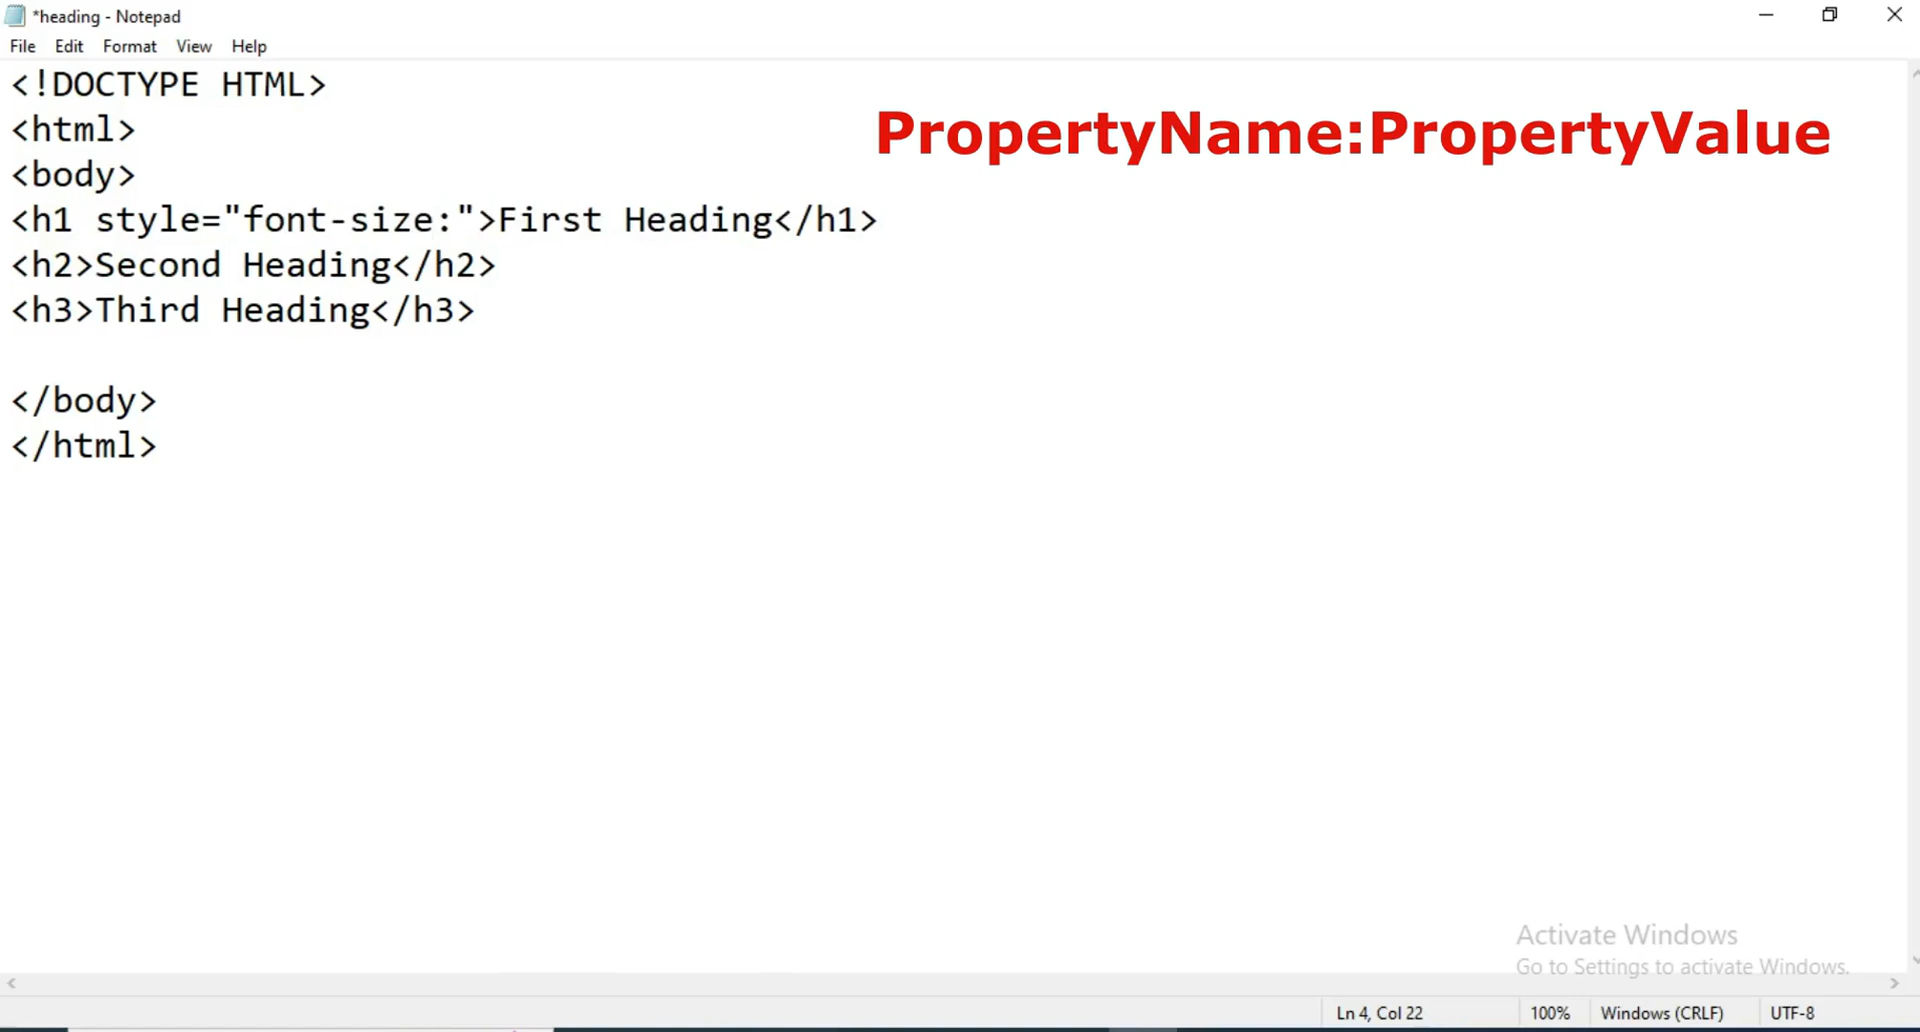 *heading - Notepad
File Edit Format View Help
<!DOCTYPE HTML>
<html>
PropertyName:PropertyValue
<body>
<h1 style="font-size:">First Heading</h1>
<h2>Second Heading</h2>
<h3>Third Heading</h3>
</body>
</html>
Activate Windows
Go to Settings to activate Windows.
Ln 4, Col 22 100% Windows (CRLF) UTF-8